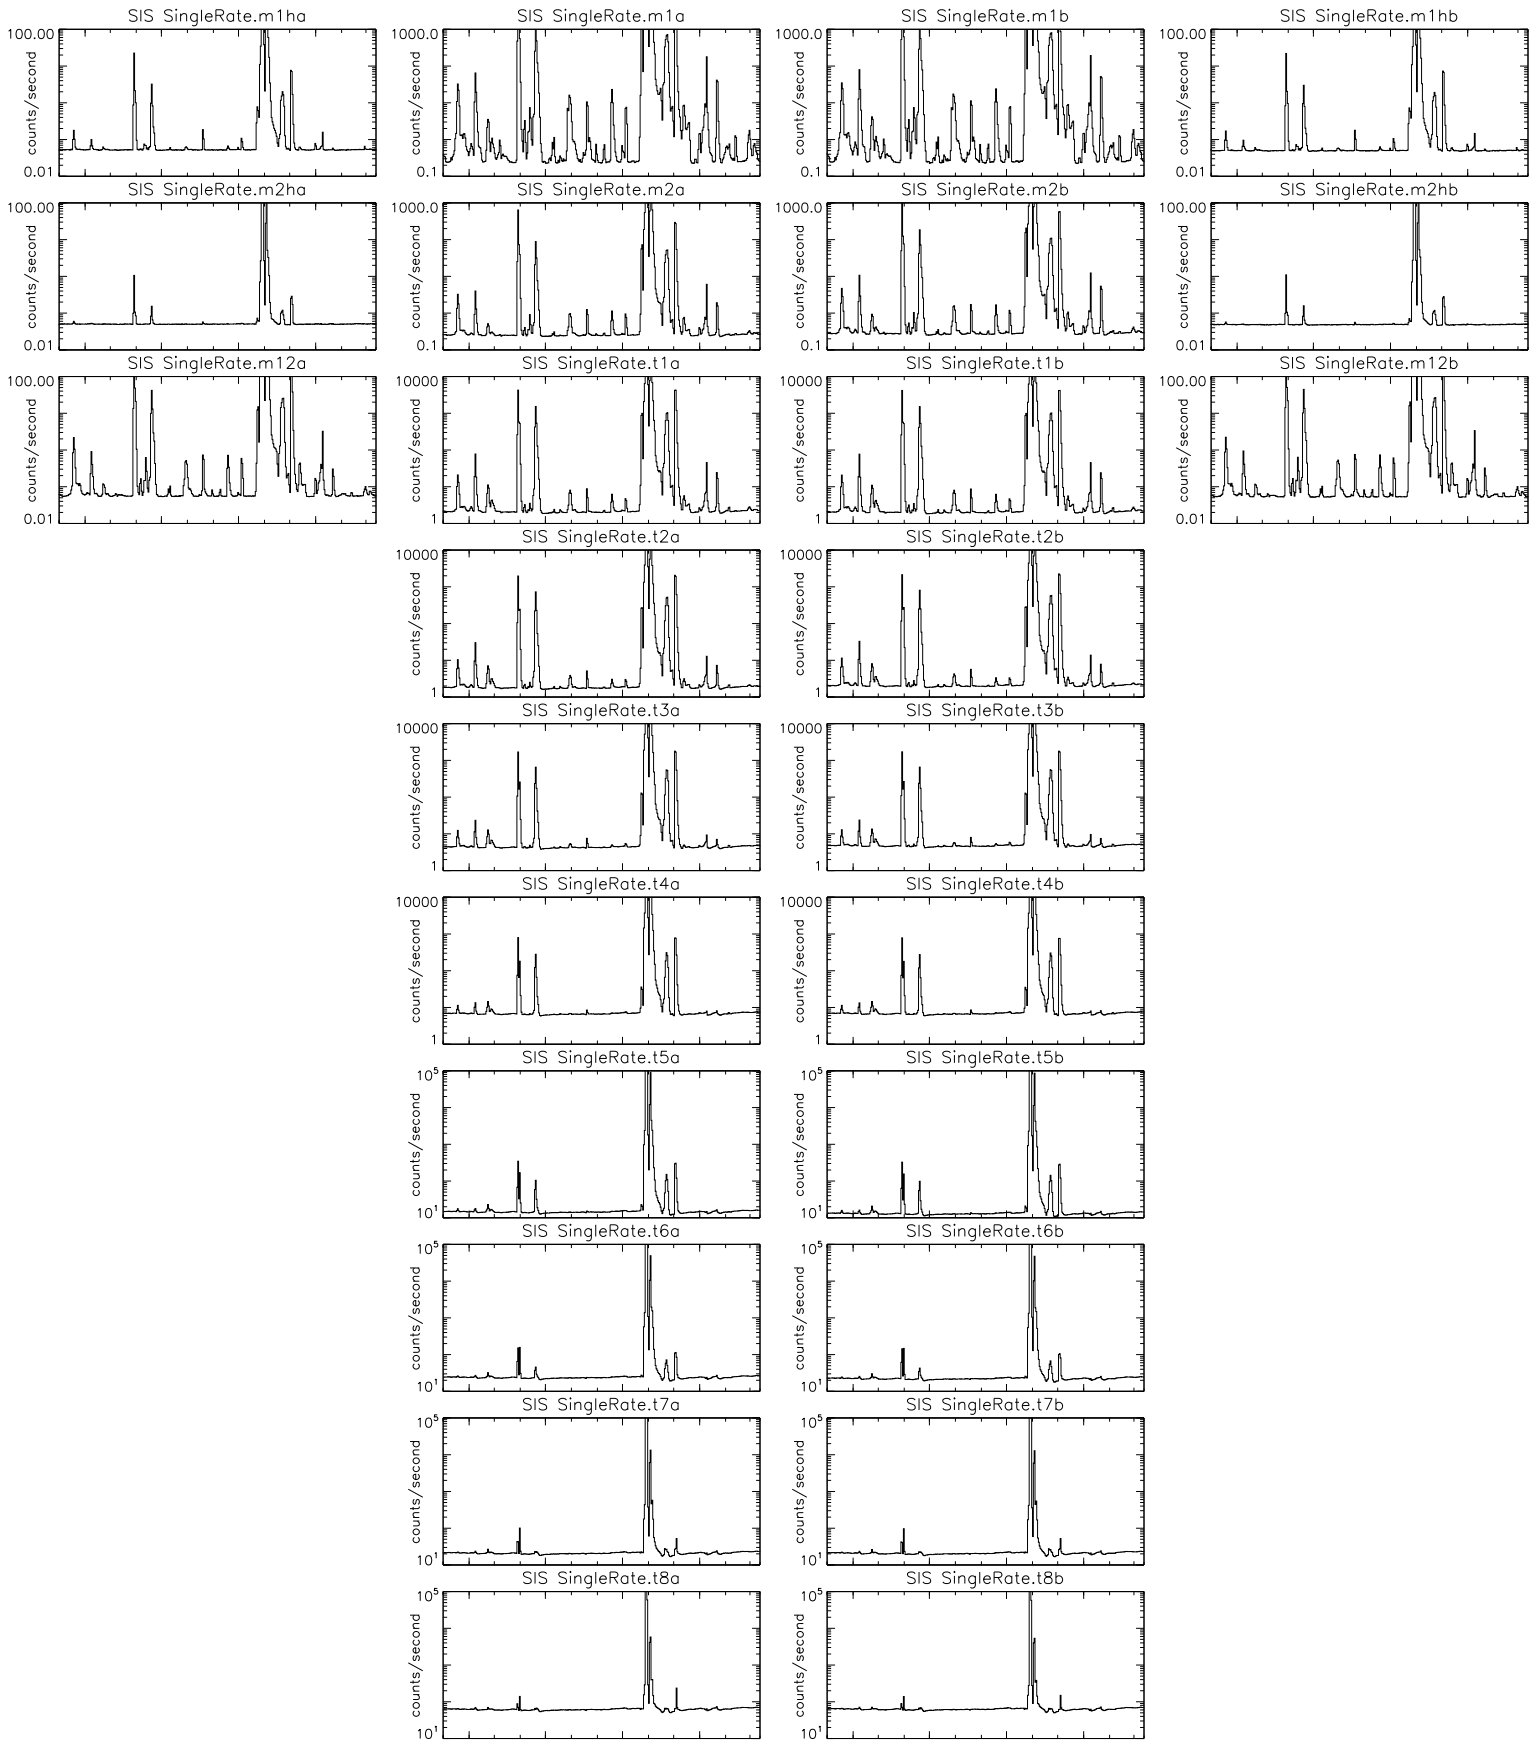 SIS SingleRate.m1ha
100.00
counts/second
0.01
SIS SingleRate.m1a
1000.0
counts/second
0.1
SIS SingleRate.m1b
1000.0
counts/second
0.1
SIS SingleRate.m1hb
100.00
counts/second
0.01
SIS SingleRate.m2ha
100.00
counts/second
0.01
SIS SingleRate.m2a
1000.0
counts/second
0.1
SIS SingleRate.m2b
1000.0
counts/second
0.1
SIS SingleRate.m2hb
100.00
counts/second
0.01
SIS SingleRate.m12a
100.00
counts/second
0.01
SIS SingleRate.t1a
10000
counts/second
1
SIS SingleRate.t1b
10000
counts/second
1
SIS SingleRate.m12b
100.00
counts/second
0.01
SIS SingleRate.t2a
10000
counts/second
1
SIS SingleRate.t2b
10000
counts/second
1
SIS SingleRate.t3a
10000
counts/second
1
SIS SingleRate.t3b
10000
counts/second
1
SIS SingleRate.t4a
10000
counts/second
1
SIS SingleRate.t4b
10000
counts/second
1
SIS SingleRate.t5a
10⁵
counts/second
10¹
SIS SingleRate.t5b
10⁵
counts/second
10¹
SIS SingleRate.t6a
10⁵
counts/second
10¹
SIS SingleRate.t6b
10⁵
counts/second
10¹
SIS SingleRate.t7a
10⁵
counts/second
10¹
SIS SingleRate.t7b
10⁵
counts/second
10¹
SIS SingleRate.t8a
10⁵
counts/second
10¹
SIS SingleRate.t8b
10⁵
counts/second
10¹